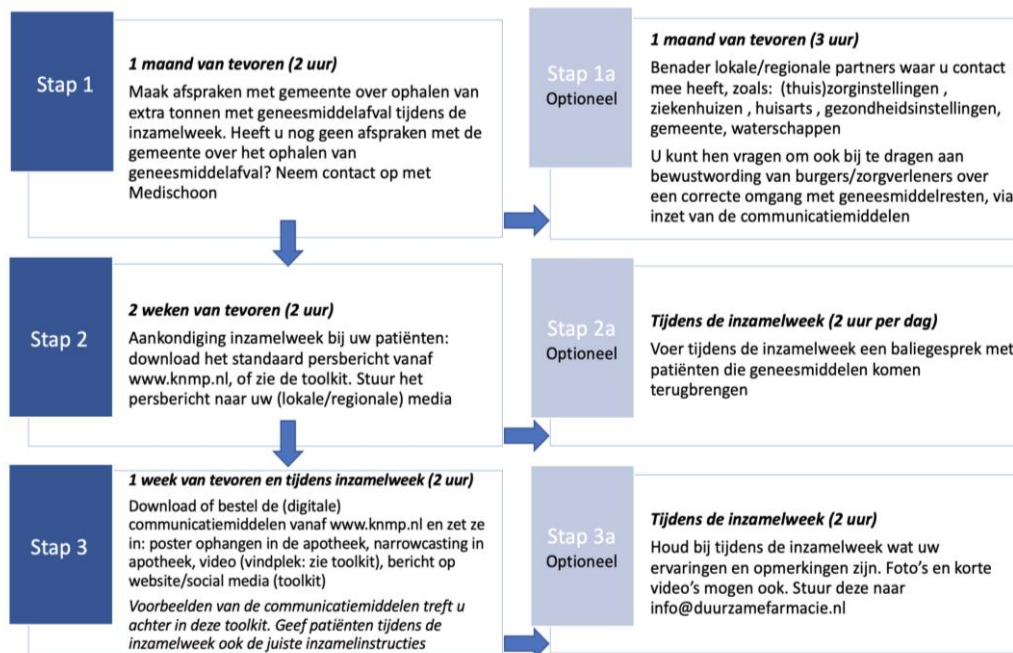 Stap 1
1 maand van tevoren (2 uur)
Maak afspraken met gemeente over ophalen van
extra tonnen met geneesmiddelafval tijdens de
inzamelweek. Heeft u nog geen afspraken met de
gemeente over het ophalen van
geneesmiddelafval? Neem contact op met
Medischoon
Stap 1a
Optioneel
1 maand van tevoren (3 uur)
Benader lokale/regionale partners waar u contact
mee heeft, zoals: (thuis)zorginstellingen ,
ziekenhuizen , huisarts , gezondheidsinstellingen,
gemeente, waterschappen
U kunt hen vragen om ook bij te dragen aan
bewustwording van burgers/zorgverleners over
een correcte omgang met geneesmiddelresten, via
inzet van de communicatiemiddelen
Stap 2
2 weken van tevoren (2 uur)
Aankondiging inzamelweek bij uw patiënten:
download het standaard persbericht vanaf
www.knmp.nl, of zie de toolkit. Stuur het
persbericht naar uw (lokale/regionale) media
Stap 2a
Optioneel
Tijdens de inzamelweek (2 uur per dag)
Voer tijdens de inzamelweek een baliegesprek met
patiënten die geneesmiddelen komen
terugbrengen
Stap 3
1 week van tevoren en tijdens inzamelweek (2 uur)
Download of bestel de (digitale)
communicatiemiddelen vanaf www.knmp.nl en zet ze
in: poster ophangen in de apotheek, narrowcasting in
apotheek, video (vindplek: zie toolkit), bericht op
website/social media (toolkit)
Voorbeelden van de communicatiemiddelen treft u
achter in deze toolkit. Geef patiënten tijdens de
inzamelweek ook de juiste inzamelinstructies
Stap 3a
Optioneel
Tijdens de inzamelweek (2 uur)
Houd bij tijdens de inzamelweek wat uw
ervaringen en opmerkingen zijn. Foto's en korte
video's mogen ook. Stuur deze naar
info@duurzamefarmacie.nl